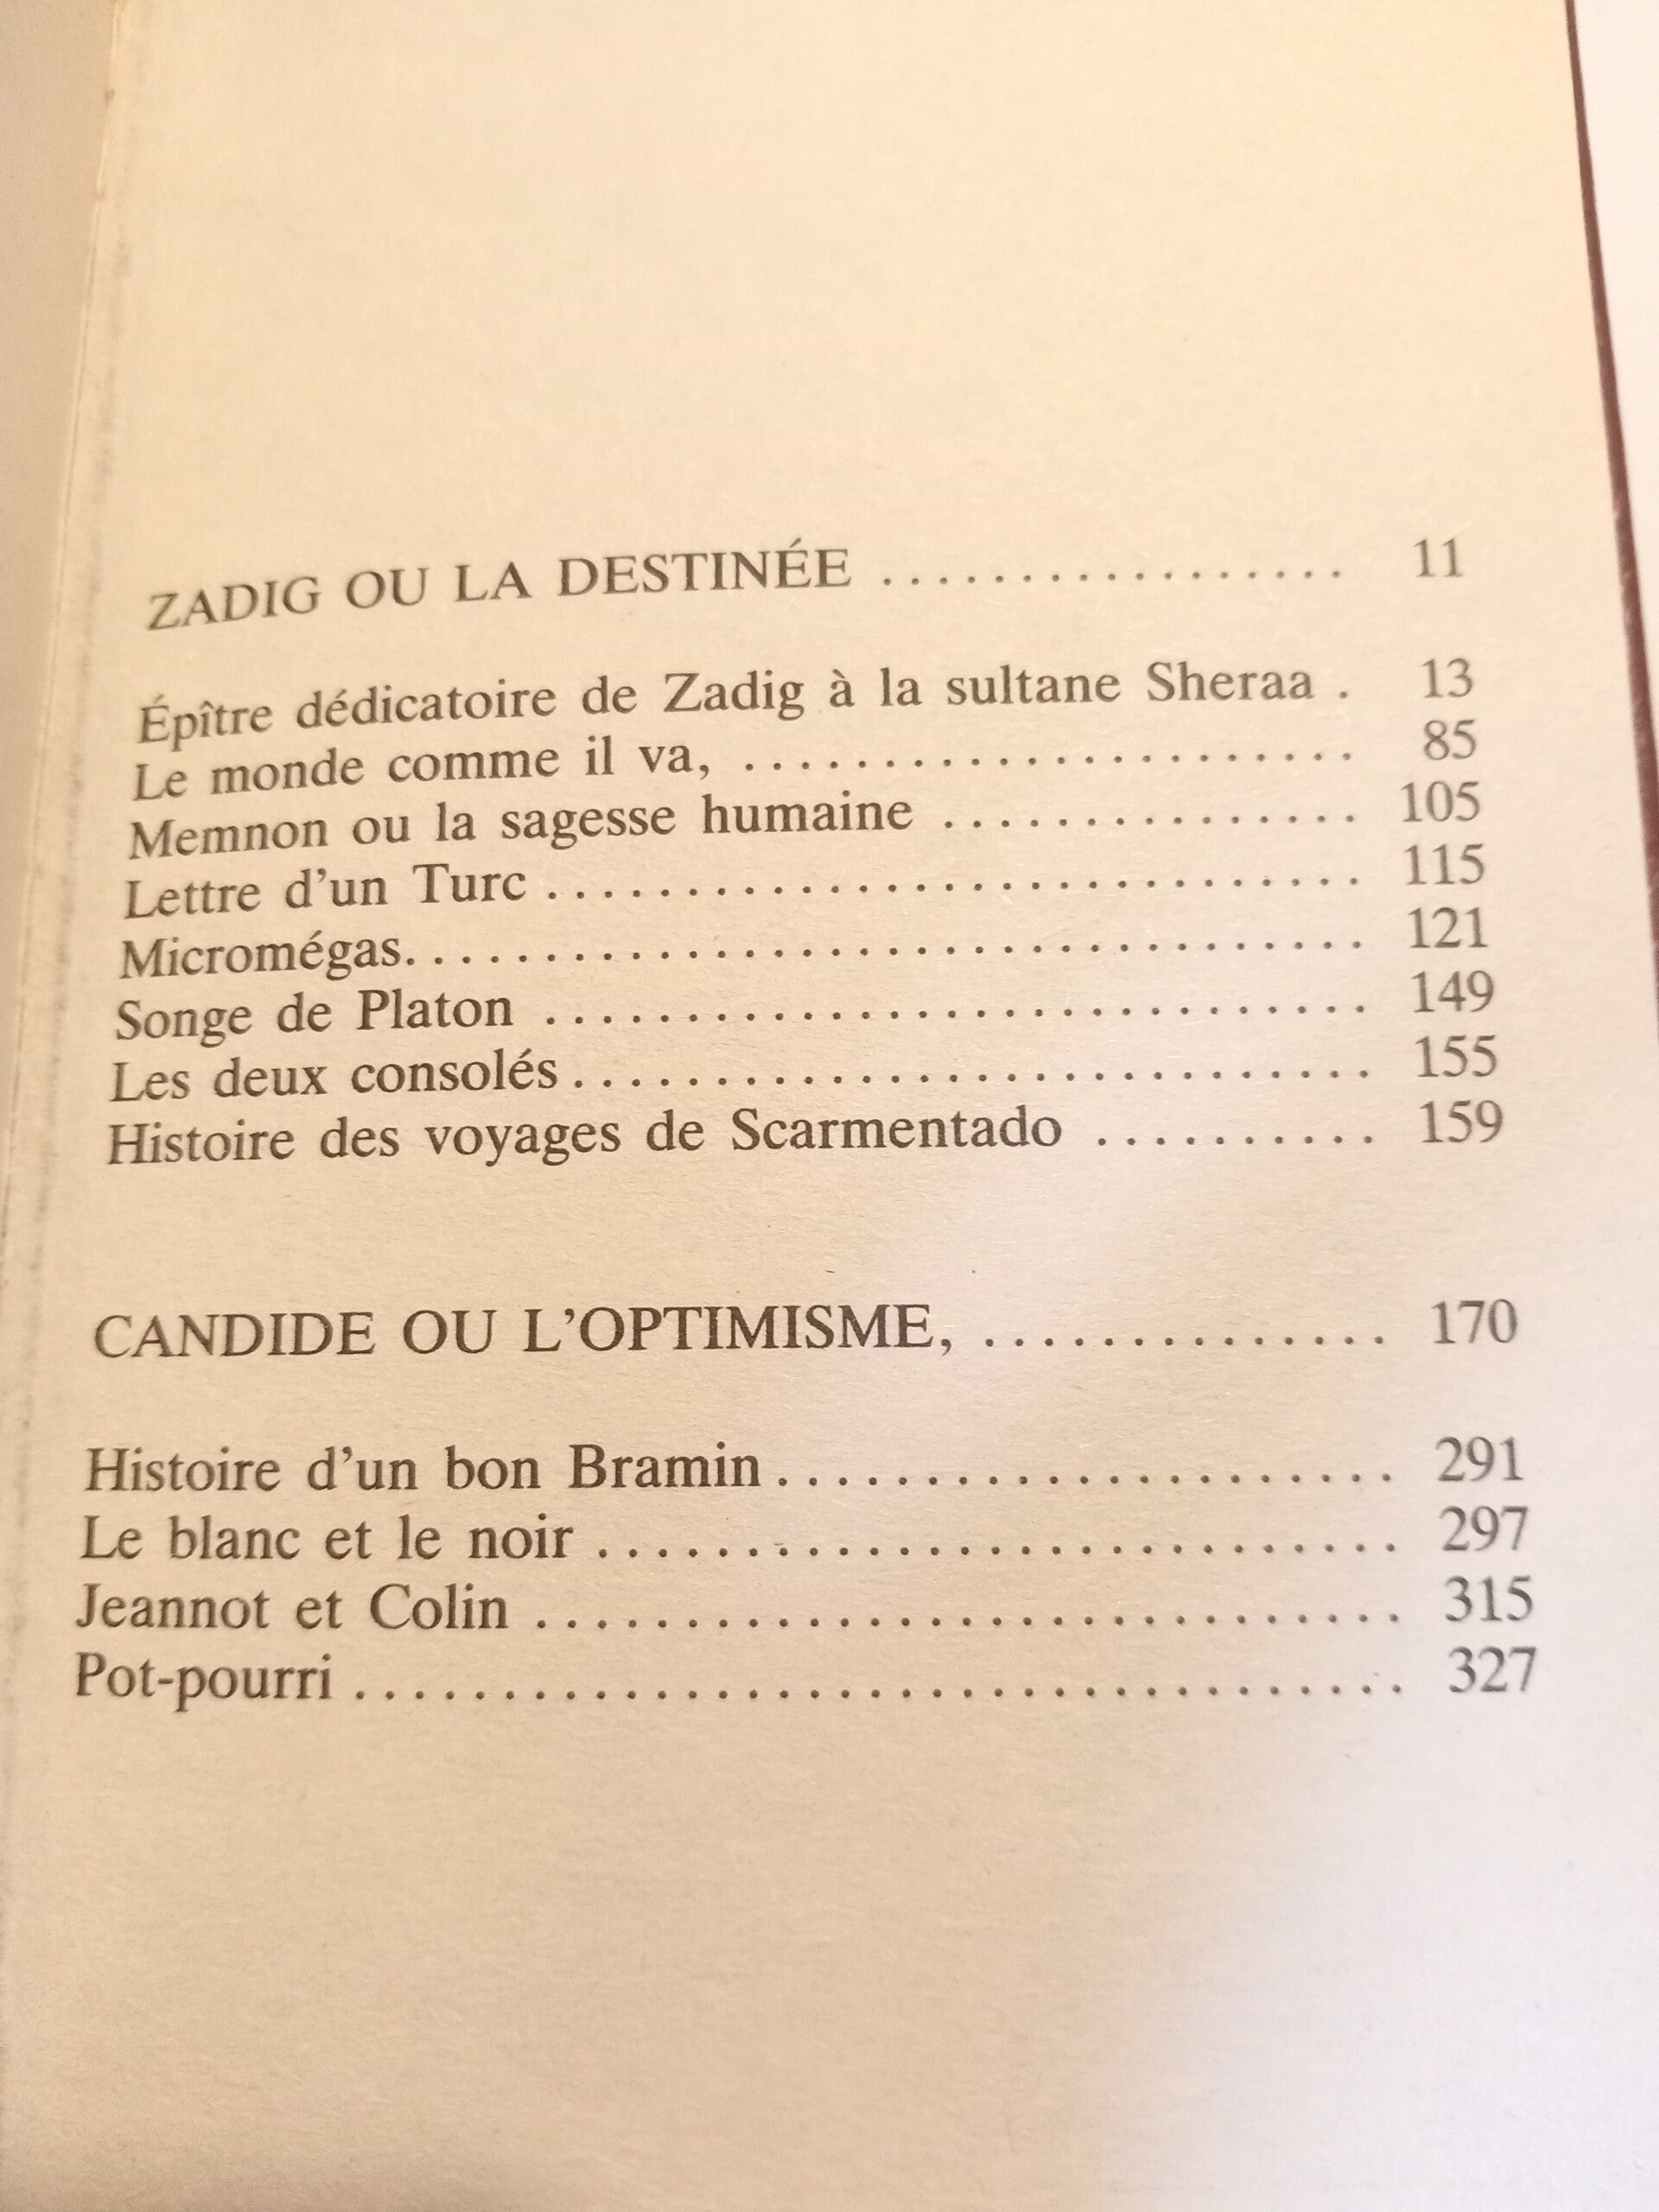 ZADIG OU LA DESTINÉE .................. 11
Épître dédicatoire de Zadig à la sultane Sheraa . 13
Le monde comme il va, ....................... 85
Memnon ou la sagesse humaine ............... 105
Lettre d'un Turc .............................. 115
Micromégas................................... 121
Songe de Platon .............................. 149
Les deux consolés............................. 155
Histoire des voyages de Scarmentado .......... 159
CANDIDE OU L'OPTIMISME, .............. 170
Histoire d'un bon Bramin..................... 291
Le blanc et le noir ........................... 297
Jeannot et Colin ............................. 315
Pot-pourri ................................... 327